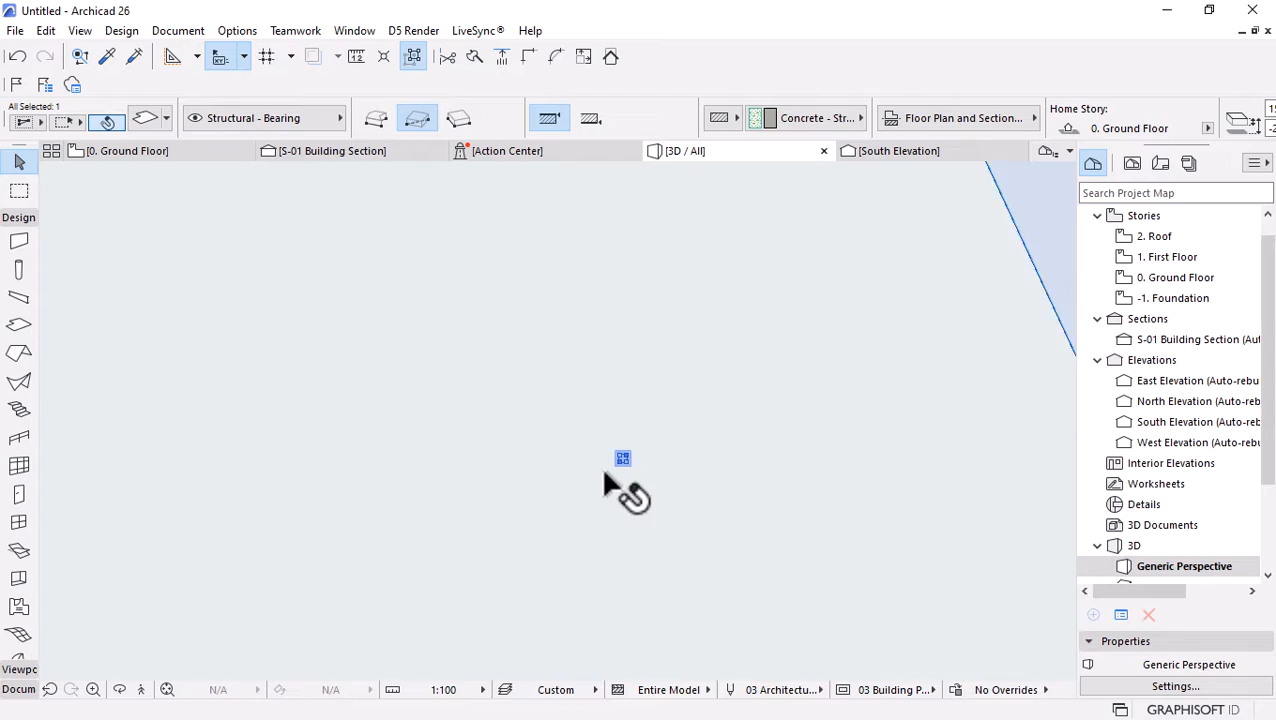 Untitled - Archicad 26
File Edit View Design Document Options Teamwork Window D5 Render LiveSync® Help
All Selected: 1
Structural - Bearing
Concrete - Str...
Floor Plan and Section...
Home Story:
0. Ground Floor
[0. Ground Floor] [S-01 Building Section] [Action Center] [3D / All] [South Elevation]
Search Project Map
Design
Stories
2. Roof
1. First Floor
0. Ground Floor
-1. Foundation
Sections
S-01 Building Section (Aut
Elevations
East Elevation (Auto-rebu
North Elevation (Auto-rebu
South Elevation (Auto-rebu
West Elevation (Auto-rebu
Interior Elevations
Worksheets
Details
3D Documents
3D
Generic Perspective
Properties
Generic Perspective
Settings...
Viewpc
Docum
N/A N/A 1:100 Custom Entire Model 03 Architectu... 03 Building P... No Overrides
GRAPHISOFT ID